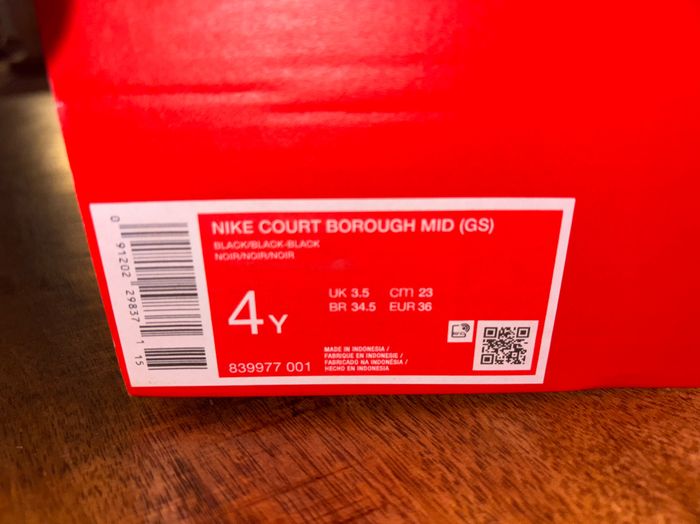 0 91202 29837 1 15
NIKE COURT BOROUGH MID (GS)
BLACK/BLACK-BLACK
NOIR/NOIR/NOIR
4Y
UK 3.5 cm 23
BR 34.5 EUR 36
839977 001
MADE IN INDONESIA /
FABRIQUE EN INDONESIE /
FABRICADO NA INDONÉSIA /
HECHO EN INDONESIA